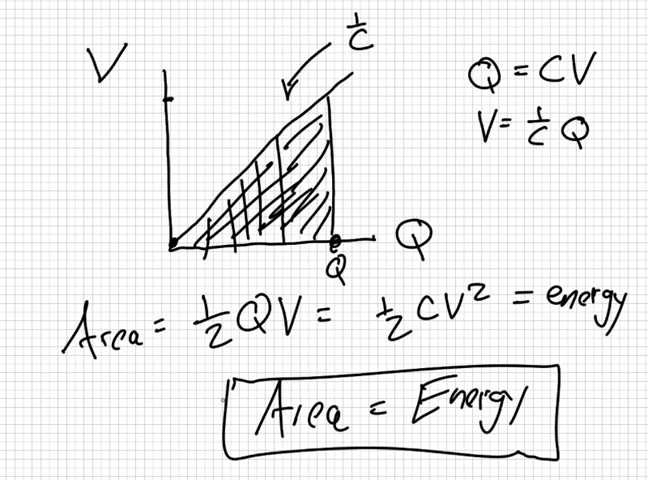 1/C
V
Q = CV
V = 1/C Q
Q
Q
Area = 1/2 QV = 1/2 CV² = energy
Area = Energy